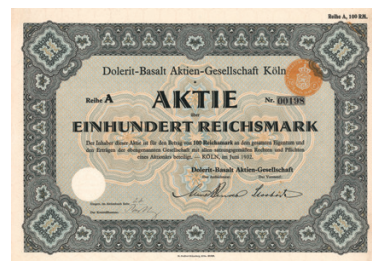 Reihe A, 100 RM.
Dolerit-Basalt Aktien-Gesellschaft Köln
Reihe A AKTIE Nr. 00198
über
EINHUNDERT REICHSMARK
Der Inhaber dieser Aktie ist für den Betrag von 100 Reichsmark an dem gesamten Eigentum und
den Erträgen der obengenannten Gesellschaft mit allen satzungsgemäßen Rechten und Pflichten
eines Aktionärs beteiligt. — KÖLN, im Juni 1932.
Dolerit-Basalt Aktien-Gesellschaft
Der Aufsichtsrat: Der Vorstand: